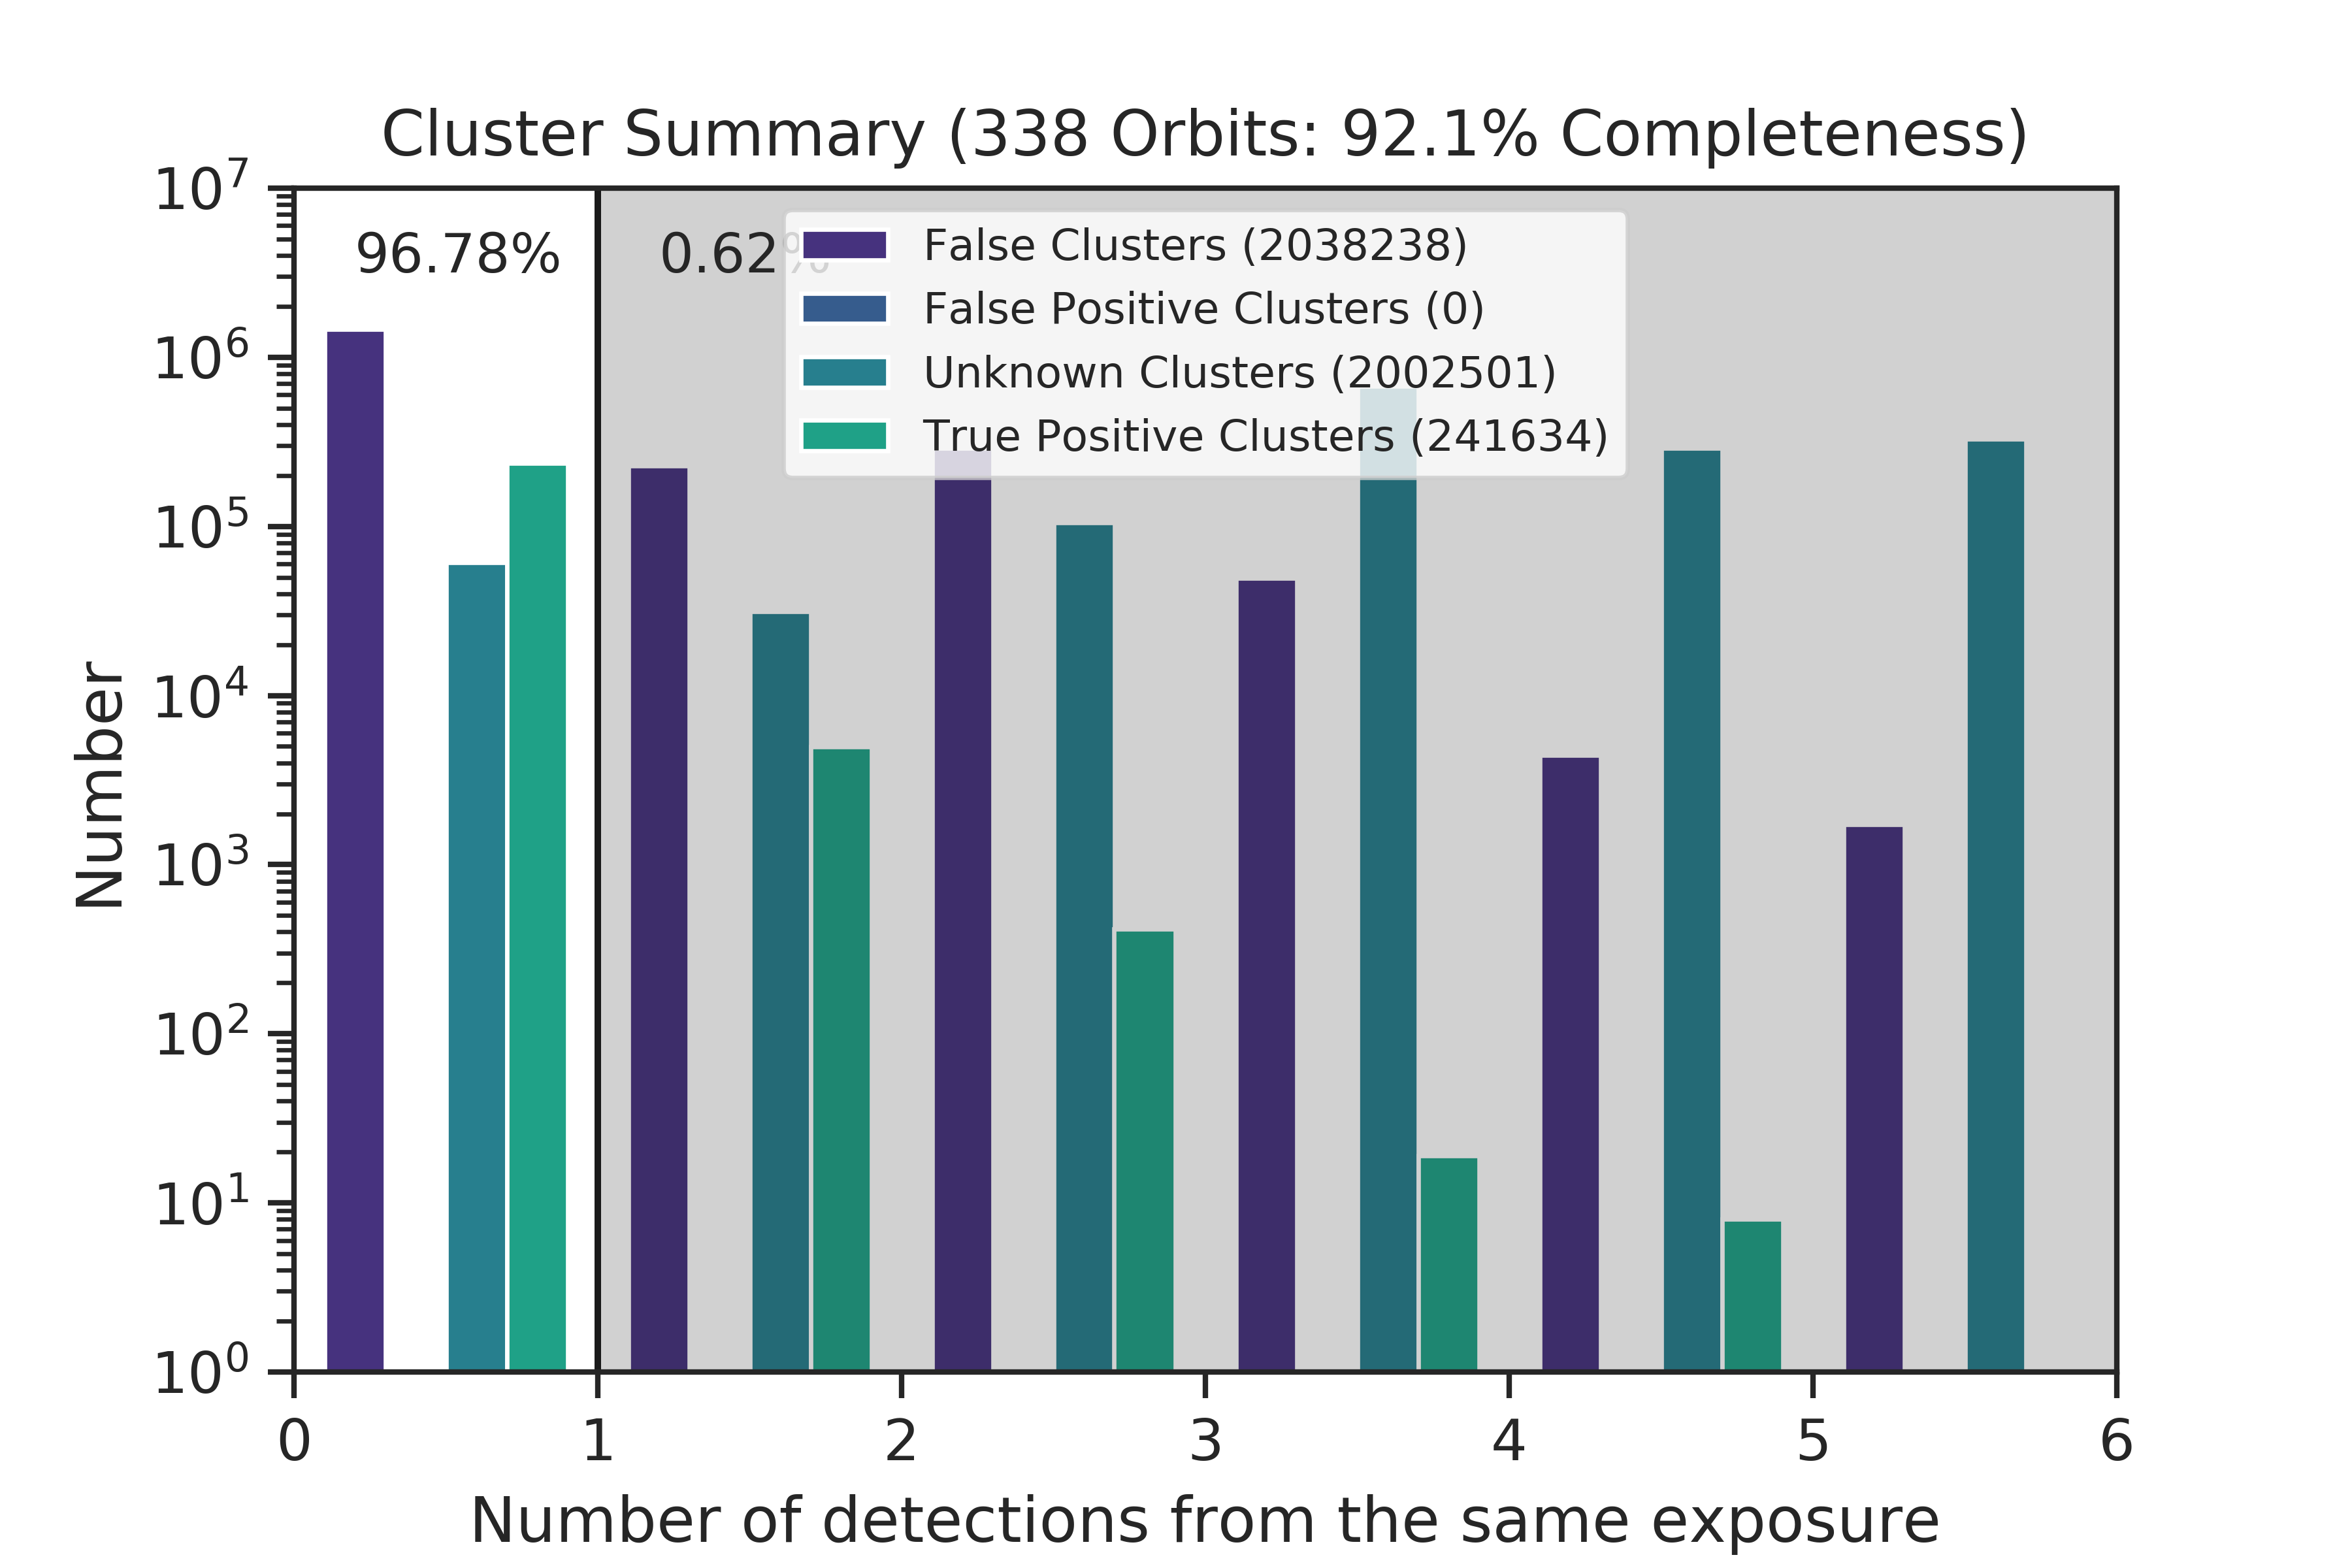 Cluster Summary (338 Orbits: 92.1% Completeness)
10^7
10^6
10^5
10^4
10^3
10^2
10^1
10^0
Number
96.78%
0.62%
False Clusters (2038238)
False Positive Clusters (0)
Unknown Clusters (2002501)
True Positive Clusters (241634)
0 1 2 3 4 5 6
Number of detections from the same exposure